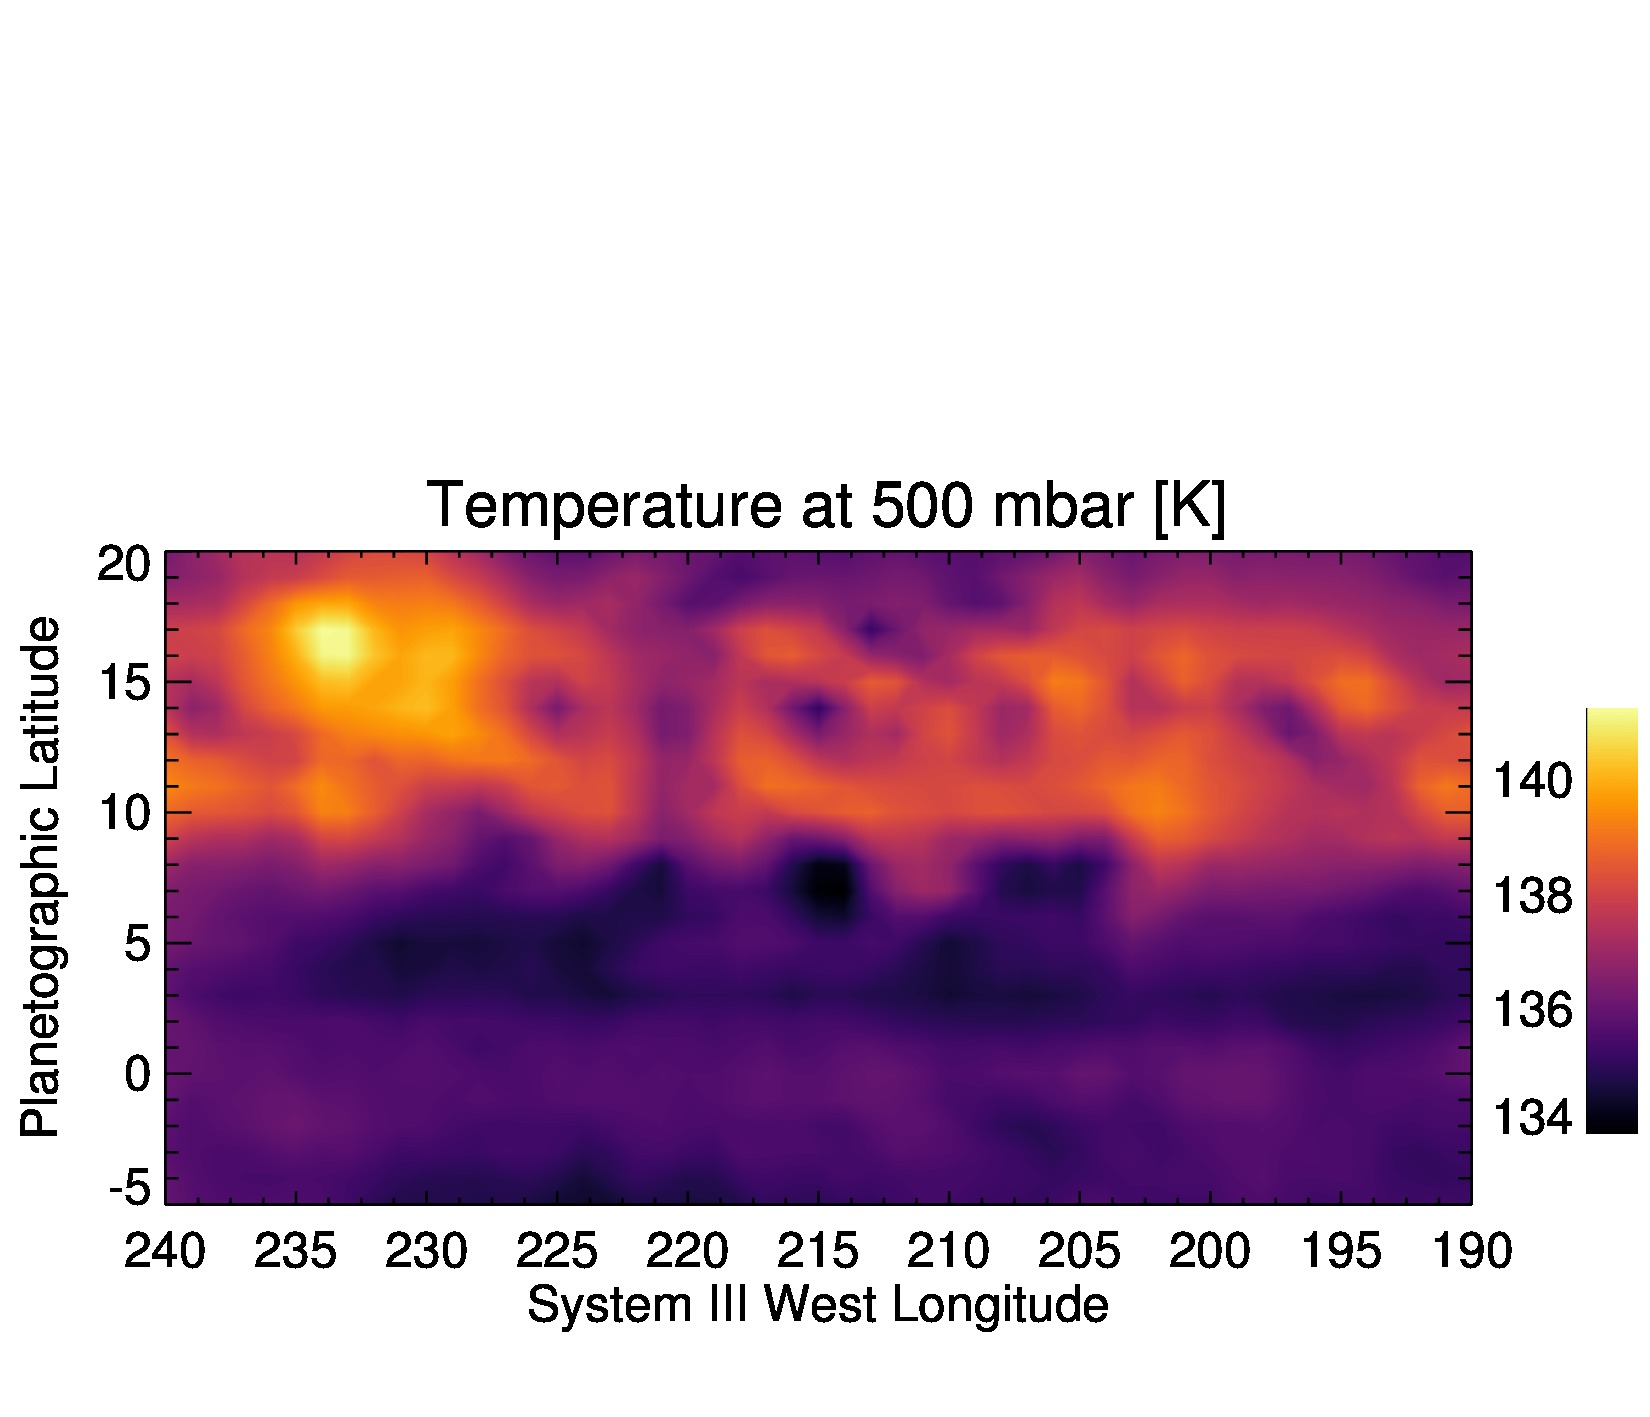 Temperature at 500 mbar [K]
20
15
10
5
0
-5
Planetographic Latitude
240 235 230 225 220 215 210 205 200 195 190
System III West Longitude
140
138
136
134